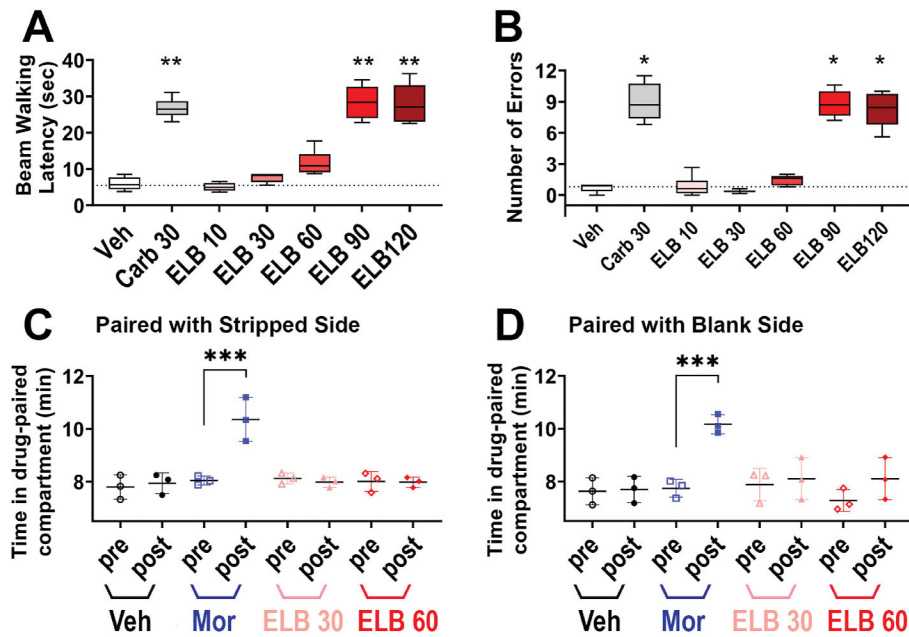 A
Beam Walking
Latency (sec)
40
30
20
10
0
** ** **
Veh
Carb 30
ELB 10
ELB 30
ELB 60
ELB 90
ELB120
B
Number of Errors
12
9
6
3
0
* * *
Veh
Carb 30
ELB 10
ELB 30
ELB 60
ELB 90
ELB120
C
Paired with Stripped Side
Time in drug-paired
compartment (min)
12
10
8
***
pre post pre post pre post pre post
Veh Mor ELB 30 ELB 60
D
Paired with Blank Side
Time in drug-paired
compartment (min)
12
10
8
***
pre post pre post pre post pre post
Veh Mor ELB 30 ELB 60